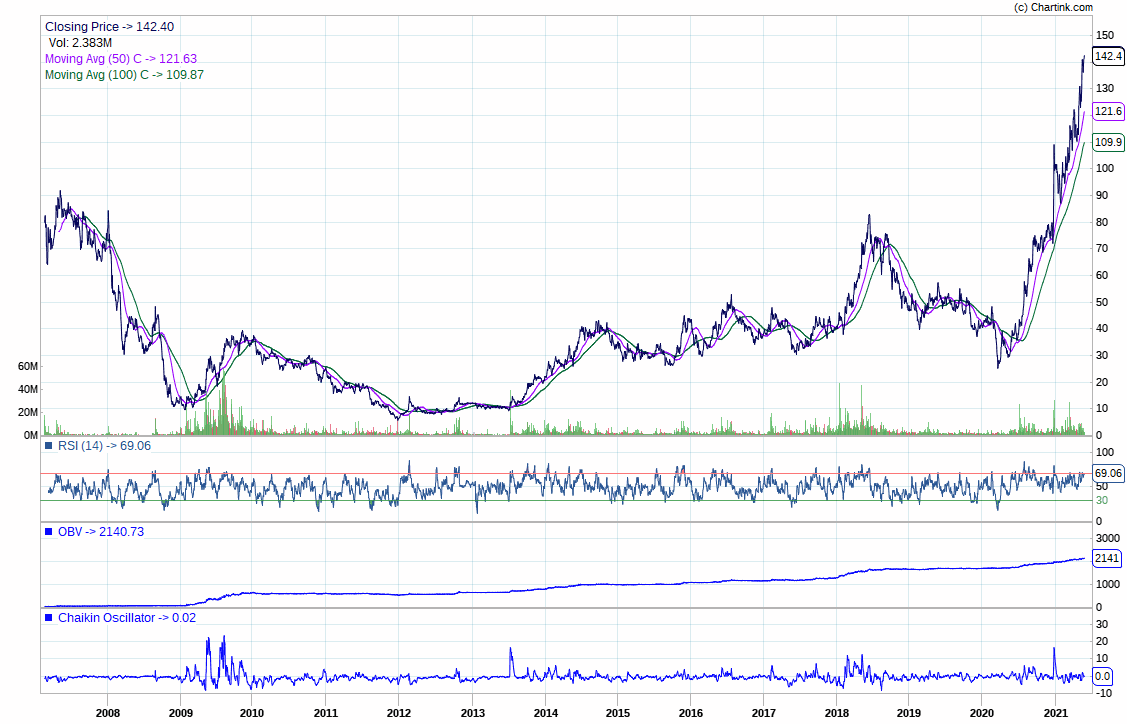 (c) Chartink.com
Closing Price -> 142.40
Vol: 2.383M
Moving Avg (50) C -> 121.63
Moving Avg (100) C -> 109.87
150
142.4
130
121.6
109.9
100
90
80
70
60
50
40
30
20
10
0
60M
40M
20M
0M
RSI (14) -> 69.06
100
69.06
50
30
0
OBV -> 2140.73
3000
2141
1000
0
Chaikin Oscillator -> 0.02
30
20
10
0.0
-10
2008 2009 2010 2011 2012 2013 2014 2015 2016 2017 2018 2019 2020 2021